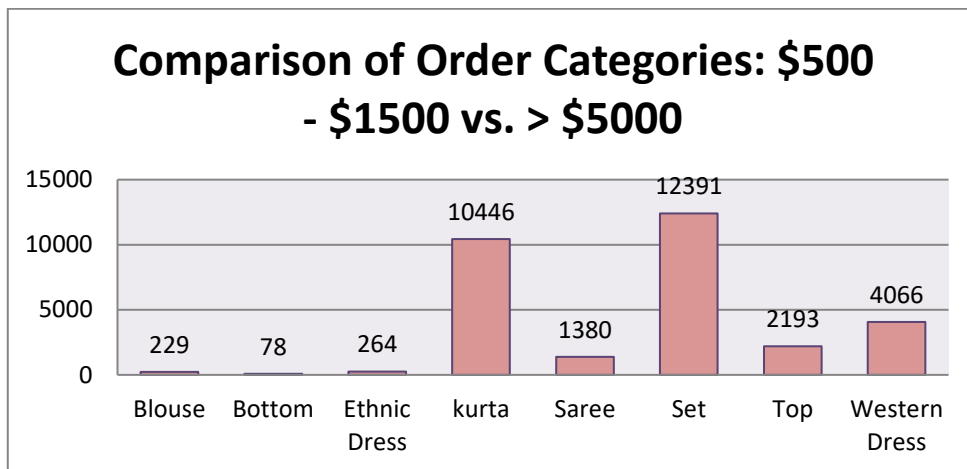 Comparison of Order Categories: $500
- $1500 vs. > $5000
15000
10000
5000
0
229
78
264
10446
1380
12391
2193
4066
Blouse
Bottom
Ethnic
Dress
kurta
Saree
Set
Top
Western
Dress